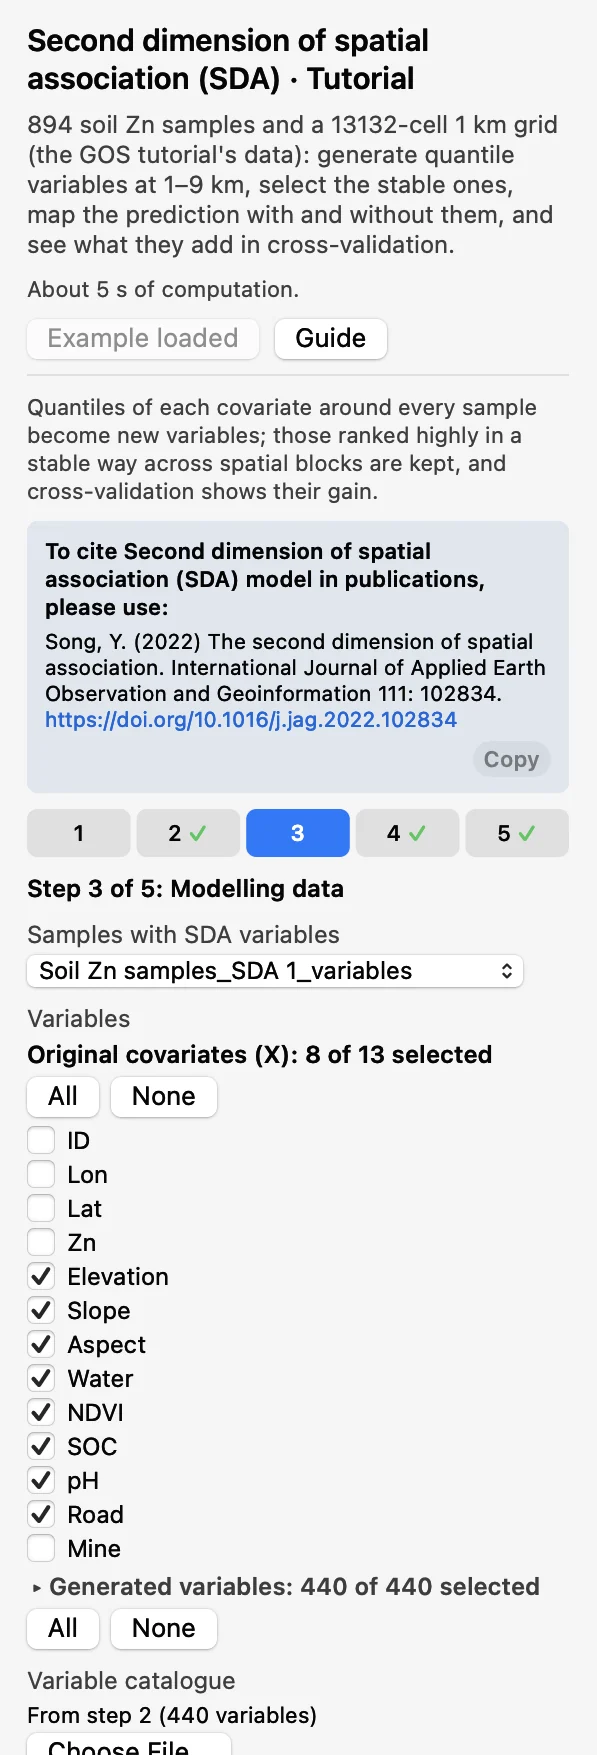 Second dimension of spatial
association (SDA) · Tutorial
894 soil Zn samples and a 13132-cell 1 km grid
(the GOS tutorial's data): generate quantile
variables at 1–9 km, select the stable ones,
map the prediction with and without them, and
see what they add in cross-validation.
About 5 s of computation.
Example loaded
Guide
Quantiles of each covariate around every sample
become new variables; those ranked highly in a
stable way across spatial blocks are kept, and
cross-validation shows their gain.
To cite Second dimension of spatial
association (SDA) model in publications,
please use:
Song, Y. (2022) The second dimension of spatial
association. International Journal of Applied Earth
Observation and Geoinformation 111: 102834.
https://doi.org/10.1016/j.jag.2022.102834
Copy
1 2 ✓ 3 4 ✓ 5 ✓
Step 3 of 5: Modelling data
Samples with SDA variables
Soil Zn samples_SDA 1_variables
Variables
Original covariates (X): 8 of 13 selected
All None
ID
Lon
Lat
Zn
Elevation
Slope
Aspect
Water
NDVI
SOC
pH
Road
Mine
Generated variables: 440 of 440 selected
All None
Variable catalogue
From step 2 (440 variables)
Choose File